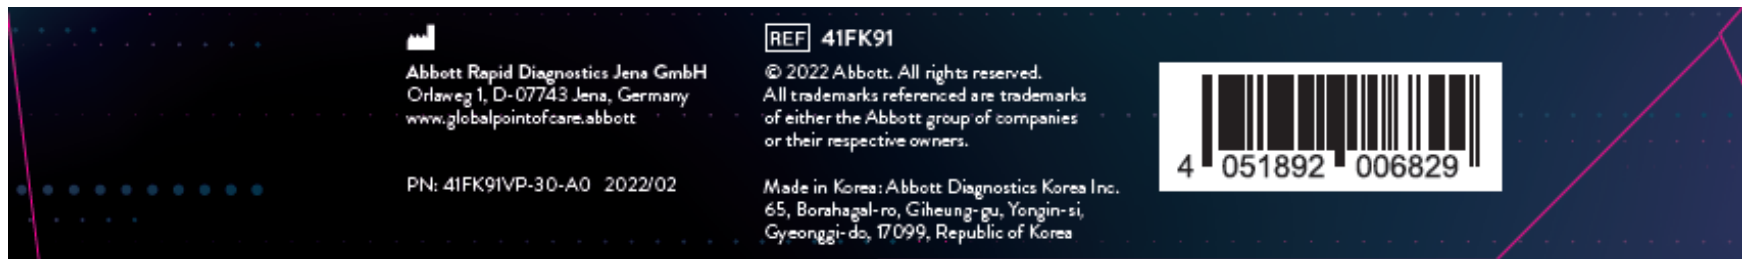 Abbott Rapid Diagnostics Jena GmbH
Orlaweg 1, D-07743 Jena, Germany
www.globalpointofcare.abbott
PN: 41FK91VP-30-A0 2022/02
REF 41FK91
© 2022 Abbott. All rights reserved.
All trademarks referenced are trademarks
of either the Abbott group of companies
or their respective owners.
Made in Korea: Abbott Diagnostics Korea Inc.
65, Borahagal-ro, Giheung-gu, Yongin-si,
Gyeonggi-do, 17099, Republic of Korea
4 051892 006829